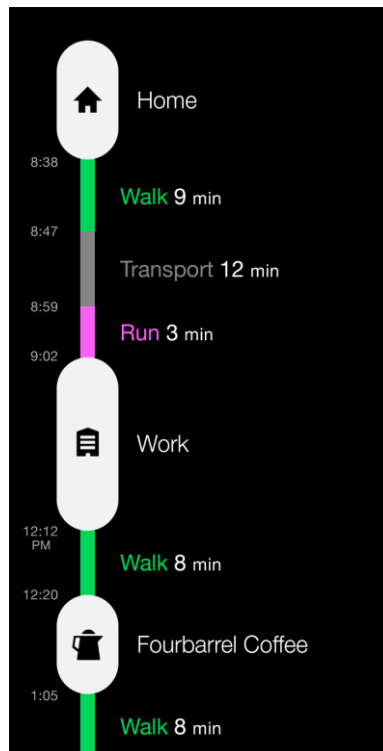 Home
8:38
Walk 9 min
8:47
Transport 12 min
8:59
Run 3 min
9:02
Work
12:12
PM
Walk 8 min
12:20
Fourbarrel Coffee
1:05
Walk 8 min